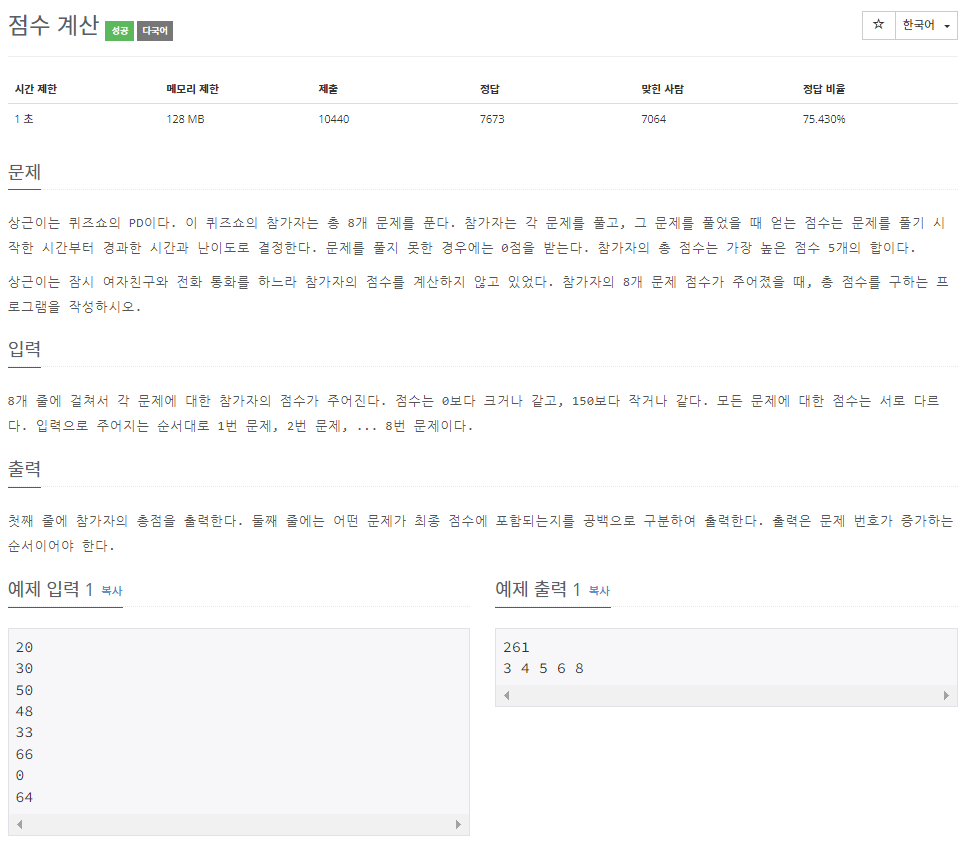 점수 계산 성공 다국어
☆ 한국어
시간 제한 메모리 제한 제출 정답 맞힌 사람 정답 비율
1 초 128 MB 10440 7673 7064 75.430%
문제
상근이는 퀴즈쇼의 PD이다. 이 퀴즈쇼의 참가자는 총 8개 문제를 푼다. 참가자는 각 문제를 풀고, 그 문제를 풀었을 때 얻는 점수는 문제를 풀기 시
작한 시간부터 경과한 시간과 난이도로 결정한다. 문제를 풀지 못한 경우에는 0점을 받는다. 참가자의 총 점수는 가장 높은 점수 5개의 합이다.
상근이는 잠시 여자친구와 전화 통화를 하느라 참가자의 점수를 계산하지 않고 있었다. 참가자의 8개 문제 점수가 주어졌을 때, 총 점수를 구하는 프
로그램을 작성하시오.
입력
8개 줄에 걸쳐서 각 문제에 대한 참가자의 점수가 주어진다. 점수는 0보다 크거나 같고, 150보다 작거나 같다. 모든 문제에 대한 점수는 서로 다르
다. 입력으로 주어지는 순서대로 1번 문제, 2번 문제, ... 8번 문제이다.
출력
첫째 줄에 참가자의 총점을 출력한다. 둘째 줄에는 어떤 문제가 최종 점수에 포함되는지를 공백으로 구분하여 출력한다. 출력은 문제 번호가 증가하는
순서이어야 한다.
예제 입력 1 복사
20
30
50
48
33
66
0
64
예제 출력 1 복사
261
3 4 5 6 8